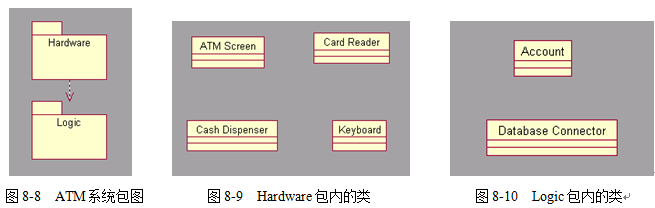 Hardware
Logic
ATM Screen
Card Reader
Cash Dispenser
Keyboard
Account
Database Connector
图 8-8 ATM 系统包图
图 8-9 Hardware 包内的类
图 8-10 Logic 包内的类